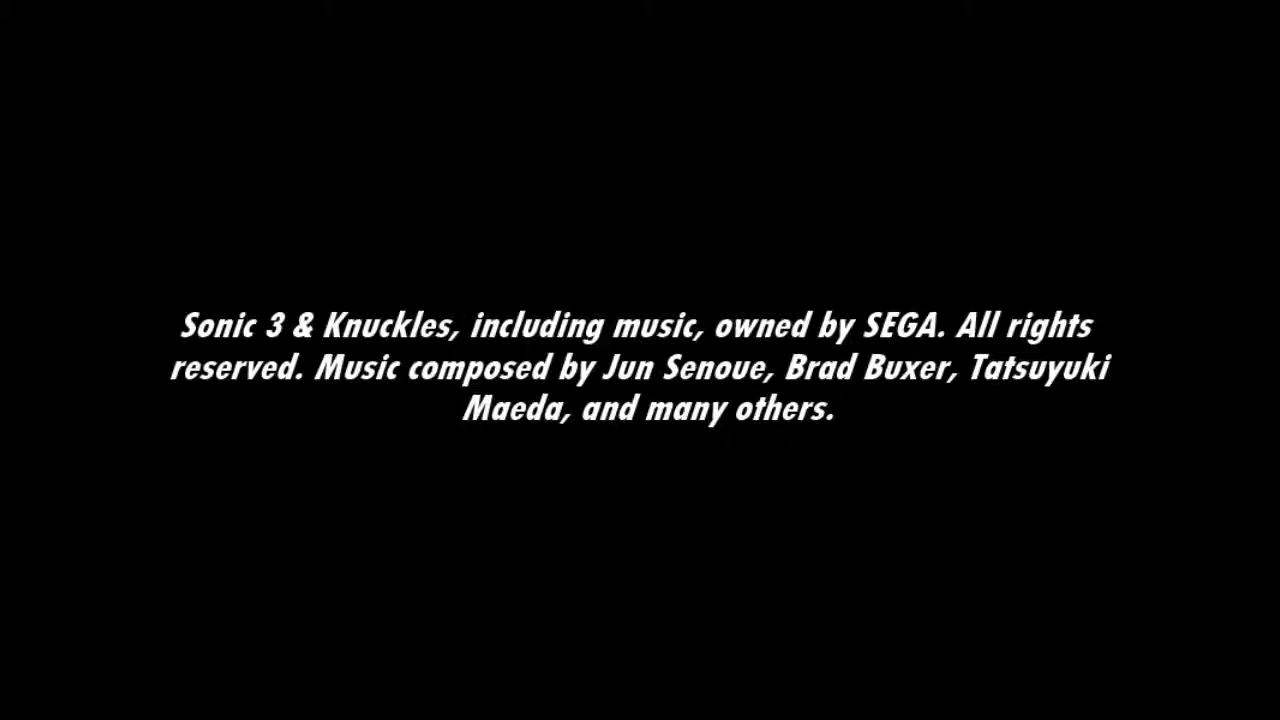 Sonic 3 & Knuckles, including music, owned by SEGA. All rights
reserved. Music composed by Jun Senoue, Brad Buxer, Tatsuyuki
Maeda, and many others.